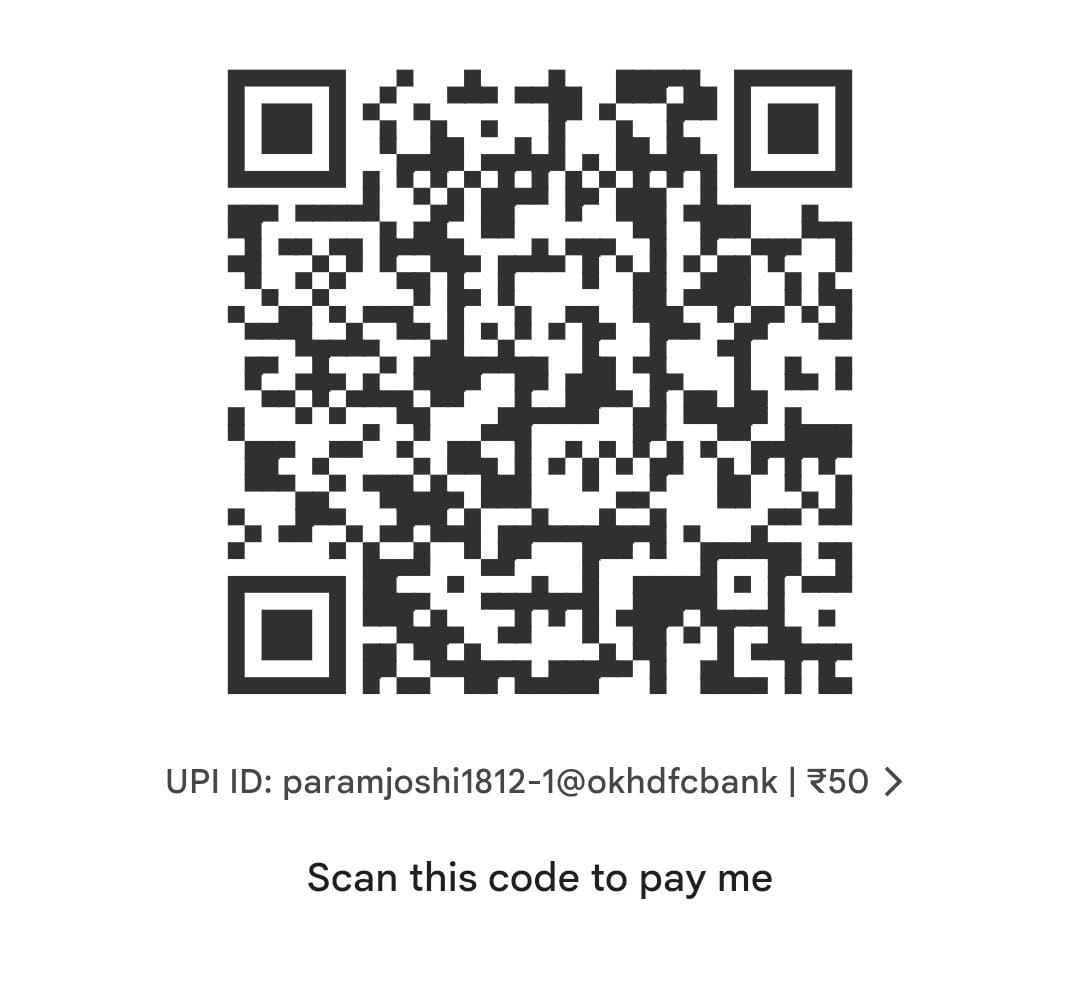 UPI ID: paramjoshi1812-1@okhdfcbank | ₹50 >
Scan this code to pay me